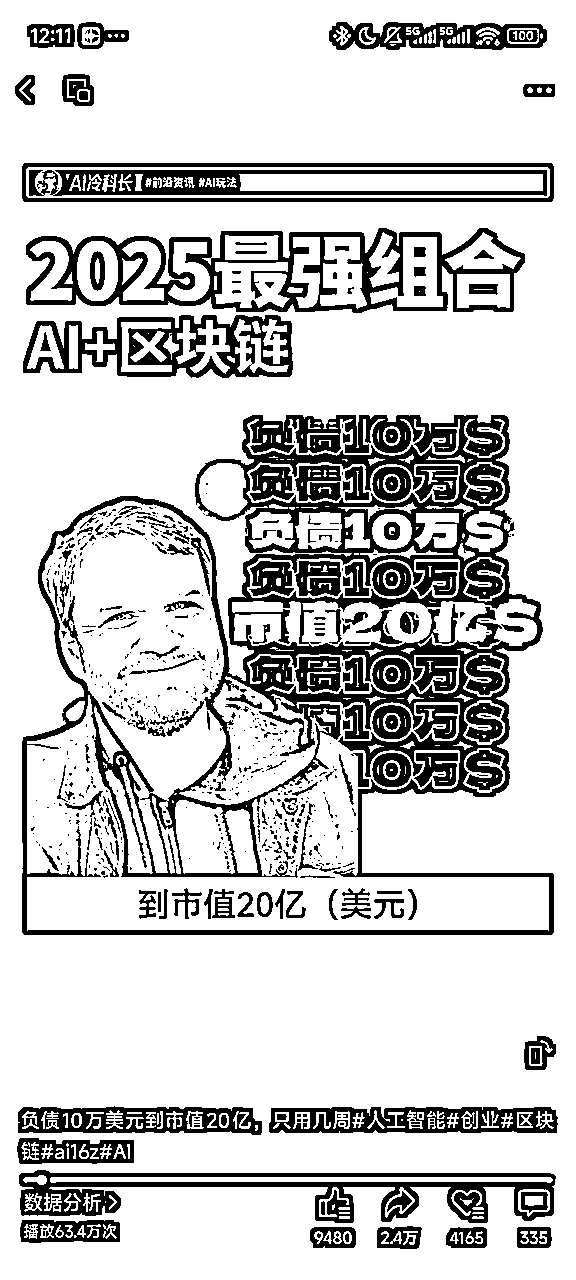 12:11
5G 5G 100
AI冷科长 #前沿资讯 #AI玩法
2025最强组合
AI+区块链
负债10万$
负债10万$
负债10万$
负债10万$
市值20亿$
负债10万$
负债10万$
10万$
到市值20亿（美元）
负债10万美元到市值20亿，只用几周#人工智能#创业#区块
链#ai16z#AI
数据分析>
播放63.4万次
9480 2.4万 4165 335